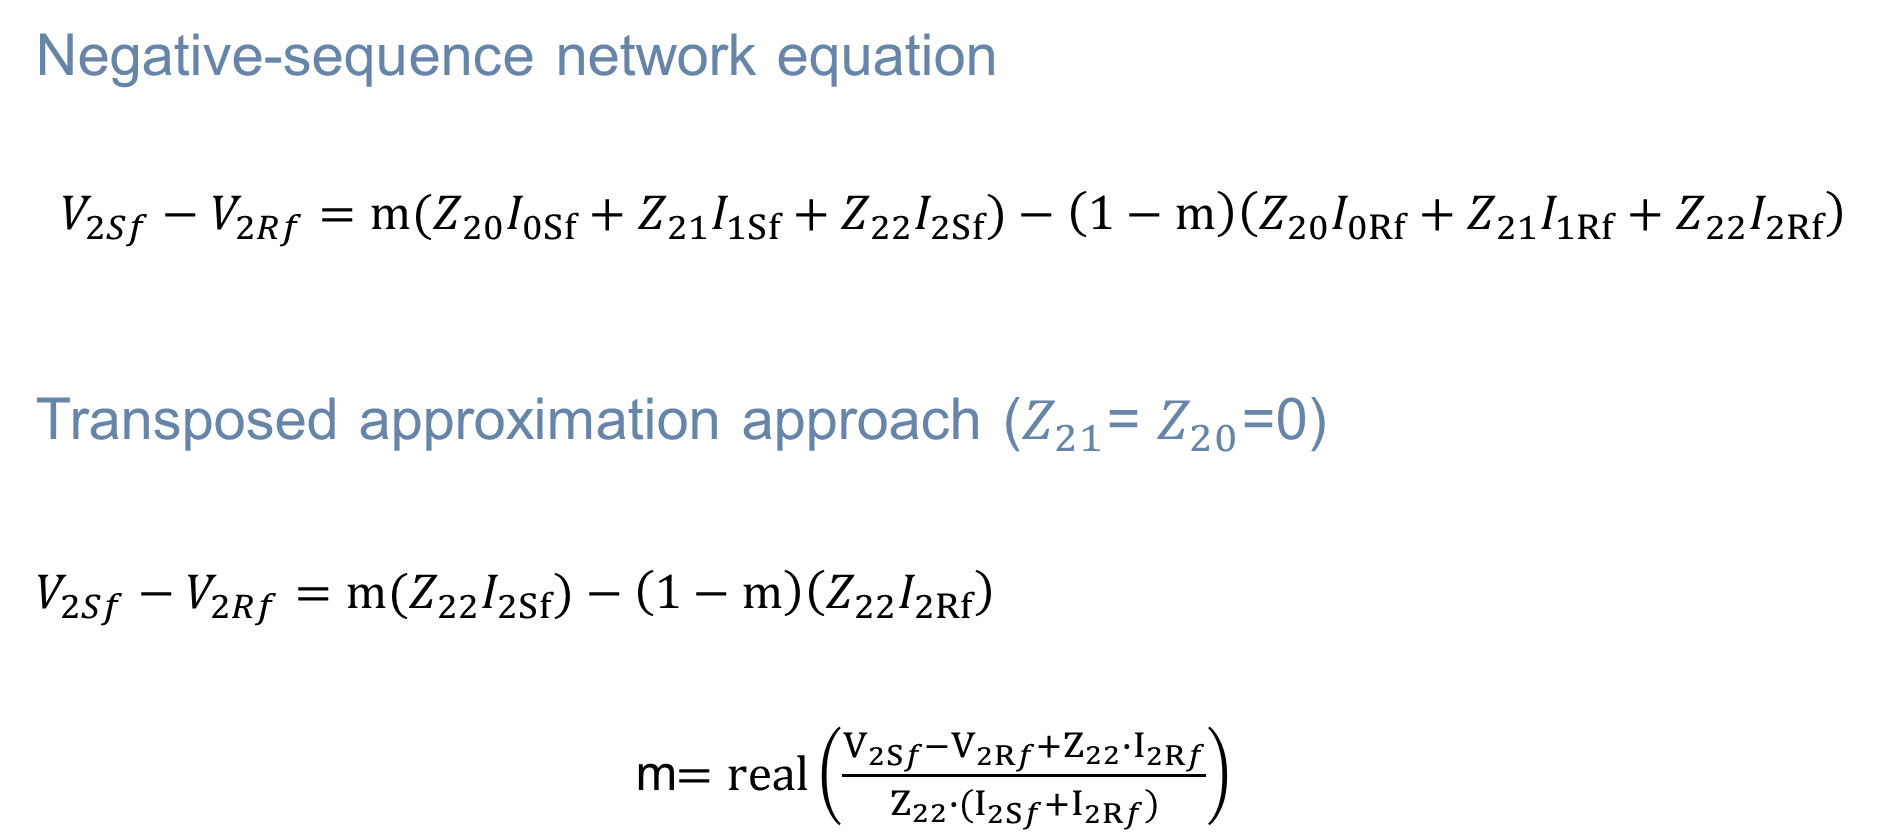 Negative-sequence network equation
𝑉₂𝑆𝑓 − 𝑉₂𝑅𝑓 = m(𝑍₂₀𝐼₀Sf + 𝑍₂₁𝐼₁Sf + 𝑍₂₂𝐼₂Sf) − (1 − m)(𝑍₂₀𝐼₀Rf + 𝑍₂₁𝐼₁Rf + 𝑍₂₂𝐼₂Rf)
Transposed approximation approach (𝑍₂₁= 𝑍₂₀=0)
𝑉₂𝑆𝑓 − 𝑉₂𝑅𝑓 = m(𝑍₂₂𝐼₂Sf) − (1 − m)(𝑍₂₂𝐼₂Rf)
m= real((V₂S𝑓−V₂R𝑓+Z₂₂·I₂R𝑓)/(Z₂₂·(I₂S𝑓+I₂R𝑓)))